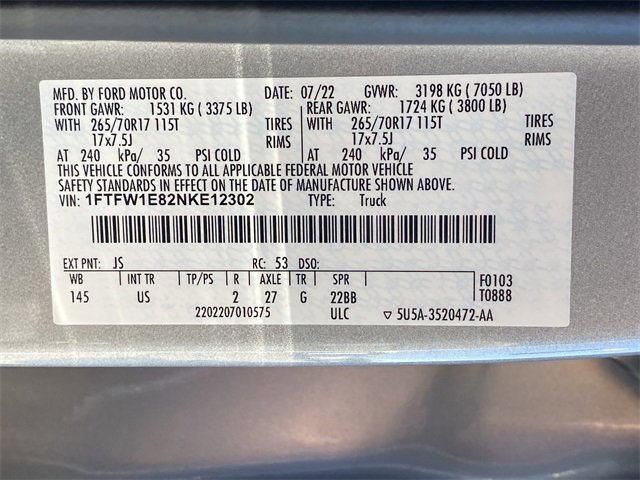 MFD. BY FORD MOTOR CO. DATE: 07/22 GVWR: 3198 KG ( 7050 LB)
FRONT GAWR: 1531 KG ( 3375 LB) REAR GAWR: 1724 KG ( 3800 LB)
WITH 265/70R17 115T TIRES WITH 265/70R17 115T TIRES
17x7.5J RIMS 17x7.5J RIMS
AT 240 kPa/ 35 PSI COLD AT 240 kPa/ 35 PSI COLD
THIS VEHICLE CONFORMS TO ALL APPLICABLE FEDERAL MOTOR VEHICLE
SAFETY STANDARDS IN EFFECT ON THE DATE OF MANUFACTURE SHOWN ABOVE.
VIN: 1FTFW1E82NKE12302 TYPE: Truck
EXT PNT: JS RC: 53 DSO:
WB INT TR TP/PS R AXLE TR SPR F0103
145 US 2 27 G 22BB T0888
2202207010575 ULC ▽ 5U5A-3520472-AA